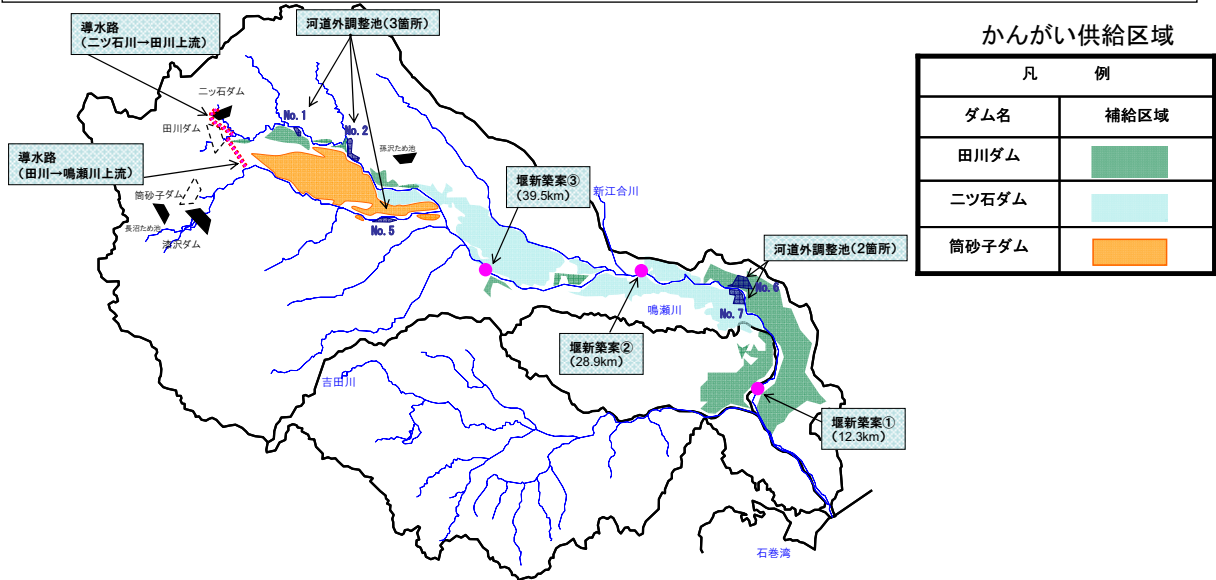 導水路
(二ツ石川→田川上流)
河道外調整池(3箇所)
かんがい供給区域
凡 例
ダム名
補給区域
田川ダム
二ツ石ダム
筒砂子ダム
二ツ石ダム
田川ダム
No.1
No.2
孫沢ため池
導水路
(田川→鳴瀬川上流)
筒砂子ダム
長沼ため池
漆沢ダム
No.5
堰新築案③
(39.5km)
新江合川
河道外調整池(2箇所)
No.6
No.7
鳴瀬川
堰新築案②
(28.9km)
吉田川
堰新築案①
(12.3km)
石巻湾